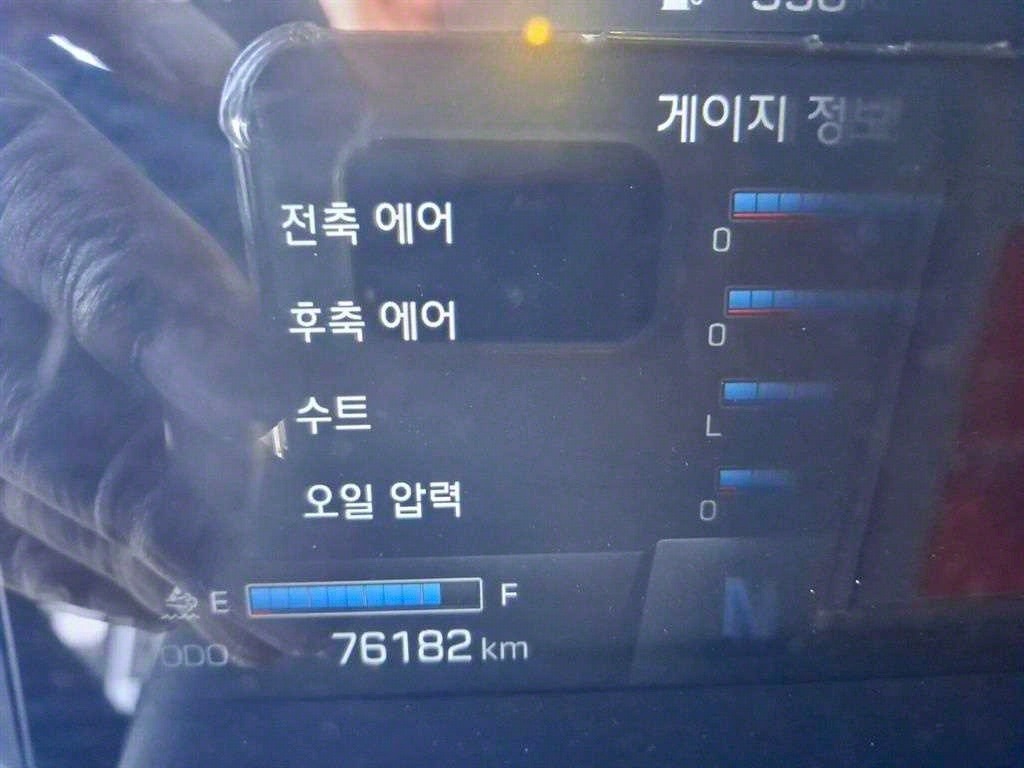 게이지 정보
전축 에어
0
후축 에어
0
수트
L
오일 압력
0
E F
N
ODO 76182 km